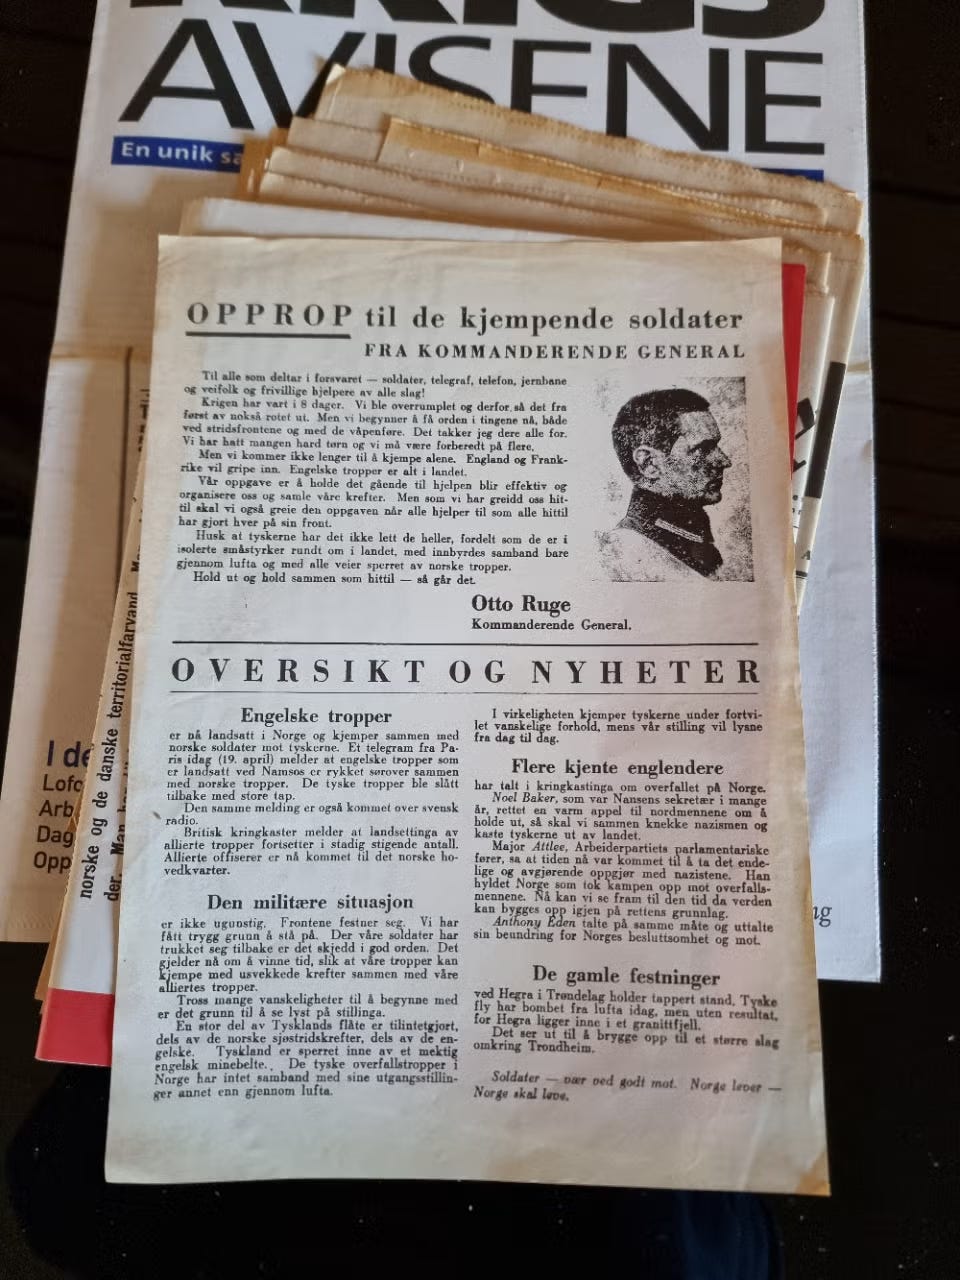 AVISENE
En unik
OPPROP til de kjempende soldater
FRA KOMMANDERENDE GENERAL
Til alle som deltar i forsvaret — soldater, telegraf, telefon, jernbane
og veifolk og frivillige hjelpere av alle slag!
Krigen har vart i 8 dager. Vi ble overrumplet og derfor så det fra
først av nokså rotet ut. Men vi begynner å få orden i tingene nå, både
ved stridsfrontene og med de våpenføre. Det takker jeg dere alle for.
Vi har hatt mangen hard tørn og vi må være forberedt på flere.
Men vi kommer ikke lenger til å kjempe alene. England og Frank-
rike vil gripe inn. Engelske tropper er alt i landet.
Vår oppgave er å holde det gående til hjelpen blir effektiv og
organisere oss og samle våre krefter. Men som vi har greidd oss hit-
til skal vi også greie den oppgaven når alle hjelper til som alle hittil
har gjort hver på sin front.
Husk at tyskerne har det ikke lett de heller, fordelt som de er i
isolerte småstyrker rundt om i landet, med innbyrdes samband bare
gjennom lufta og med alle veier sperret av norske tropper.
Hold ut og hold sammen som hittil — så går det.
Otto Ruge
Kommanderende General.
OVERSIKT OG NYHETER
Engelske tropper
er nå landsatt i Norge og kjemper sammen med
norske soldater mot tyskerne. Et telegram fra Pa-
ris idag (19. april) melder at engelske tropper som
er landsatt ved Namsos er rykket sørover sammen
med norske tropper. De tyske tropper ble slått
tilbake med store tap.
Den samme melding er også kommet over svensk
radio.
Britisk kringkaster melder at landsettinga av
allierte tropper fortsetter i stadig stigende antall.
Allierte offiserer er nå kommet til det norske ho-
vedkvarter.
Den militære situasjon
er ikke ugunstig. Frontene festner seg. Vi har
fått trygg grunn å stå på. Der våre soldater har
trukket seg tilbake er det skjedd i god orden. Det
gjelder nå om å vinne tid, slik at våre tropper kan
kjempe med usvekkede krefter sammen med våre
alliertes tropper.
Tross mange vanskeligheter til å begynne med
er det grunn til å se lyst på stillinga.
En stor del av Tysklands flåte er tilintetgjort,
dels av de norske sjøstridskrefter, dels av de en-
gelske. Tyskland er sperret inne av et mektig
engelsk minebelte.. De tyske overfallstropper i
Norge har intet samband med sine utgangsstillin-
ger annet enn gjennom lufta.
I virkeligheten kjemper tyskerne under fortvi-
let vanskelige forhold, mens vår stilling vil lysne
fra dag til dag.
Flere kjente englendere
har talt i kringkastinga om overfallet på Norge.
Noel Baker, som var Nansens sekretær i mange
år, rettet en varm appel til nordmennene om å
holde ut, så skal vi sammen knekke nazismen og
kaste tyskerne ut av landet.
Major Attlee, Arbeiderpartiets parlamentariske
fører, sa at tiden nå var kommet til å ta det ende-
lige og avgjørende oppgjør med nazistene. Han
hyldet Norge som tok kampen opp mot overfalls-
mennene. Nå kan vi se fram til den tid da verden
kan bygges opp igjen på rettens grunnlag.
Anthony Eden talte på samme måte og uttalte
sin beundring for Norges besluttsomhet og mot.
De gamle festninger
ved Hegra i Trøndelag holder tappert stand. Tyske
fly har bombet fra lufta idag, men uten resultat,
for Hegra ligger inne i et granittfjell.
Det ser ut til å brygge opp til et større slag
omkring Trondheim.
Soldater — vær ved godt mot. Norge lever —
Norge skal leve.
norske og de danske territorialfarvand.
der. Man
I de
Lofo
Arb
Dag
Opp